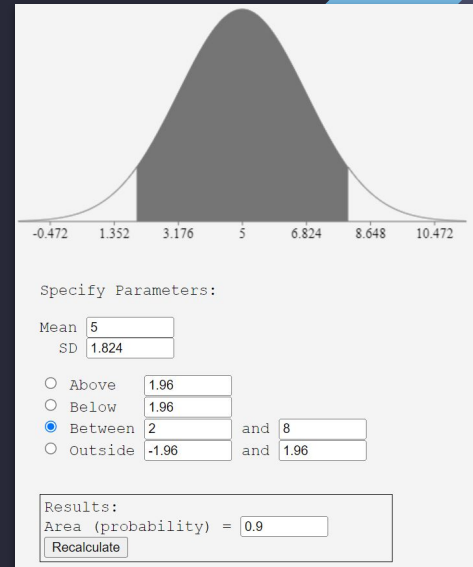 -0.472 1.352 3.176 5 6.824 8.648 10.472
Specify Parameters:
Mean 5
SD 1.824
Above 1.96
Below 1.96
Between 2 and 8
Outside -1.96 and 1.96
Results:
Area (probability) = 0.9
Recalculate